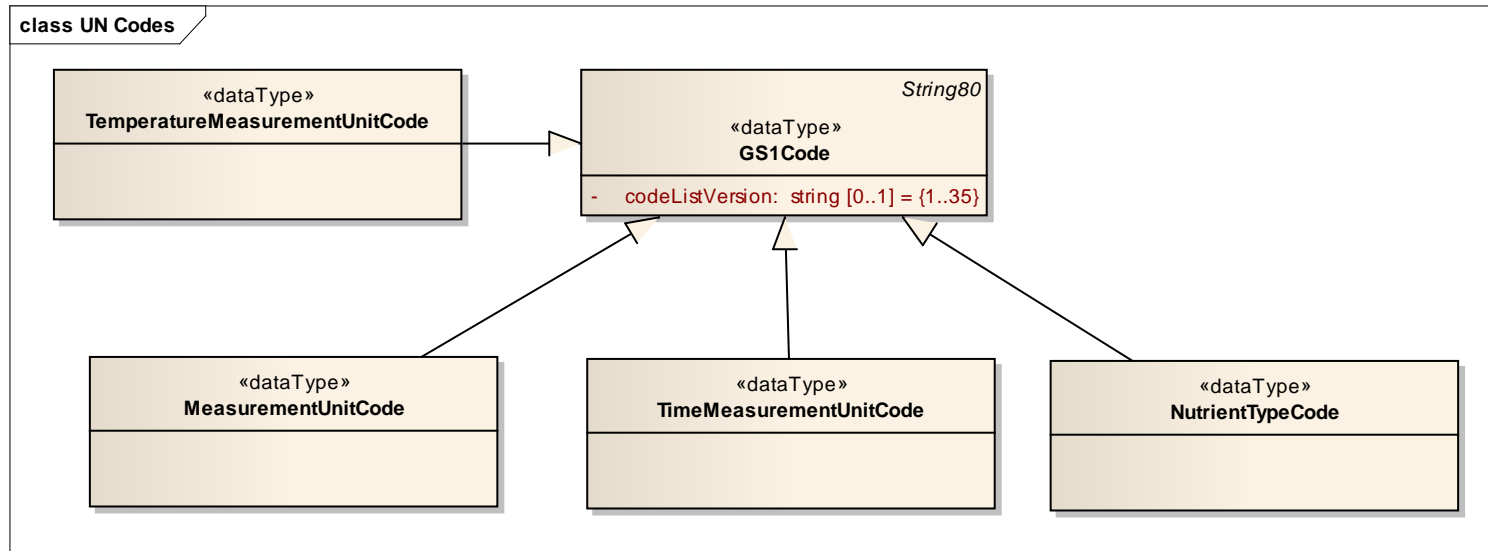 class UN Codes
«dataType»
TemperatureMeasurementUnitCode
String80
«dataType»
GS1Code
- codeListVersion: string [0..1] = {1..35}
«dataType»
MeasurementUnitCode
«dataType»
TimeMeasurementUnitCode
«dataType»
NutrientTypeCode